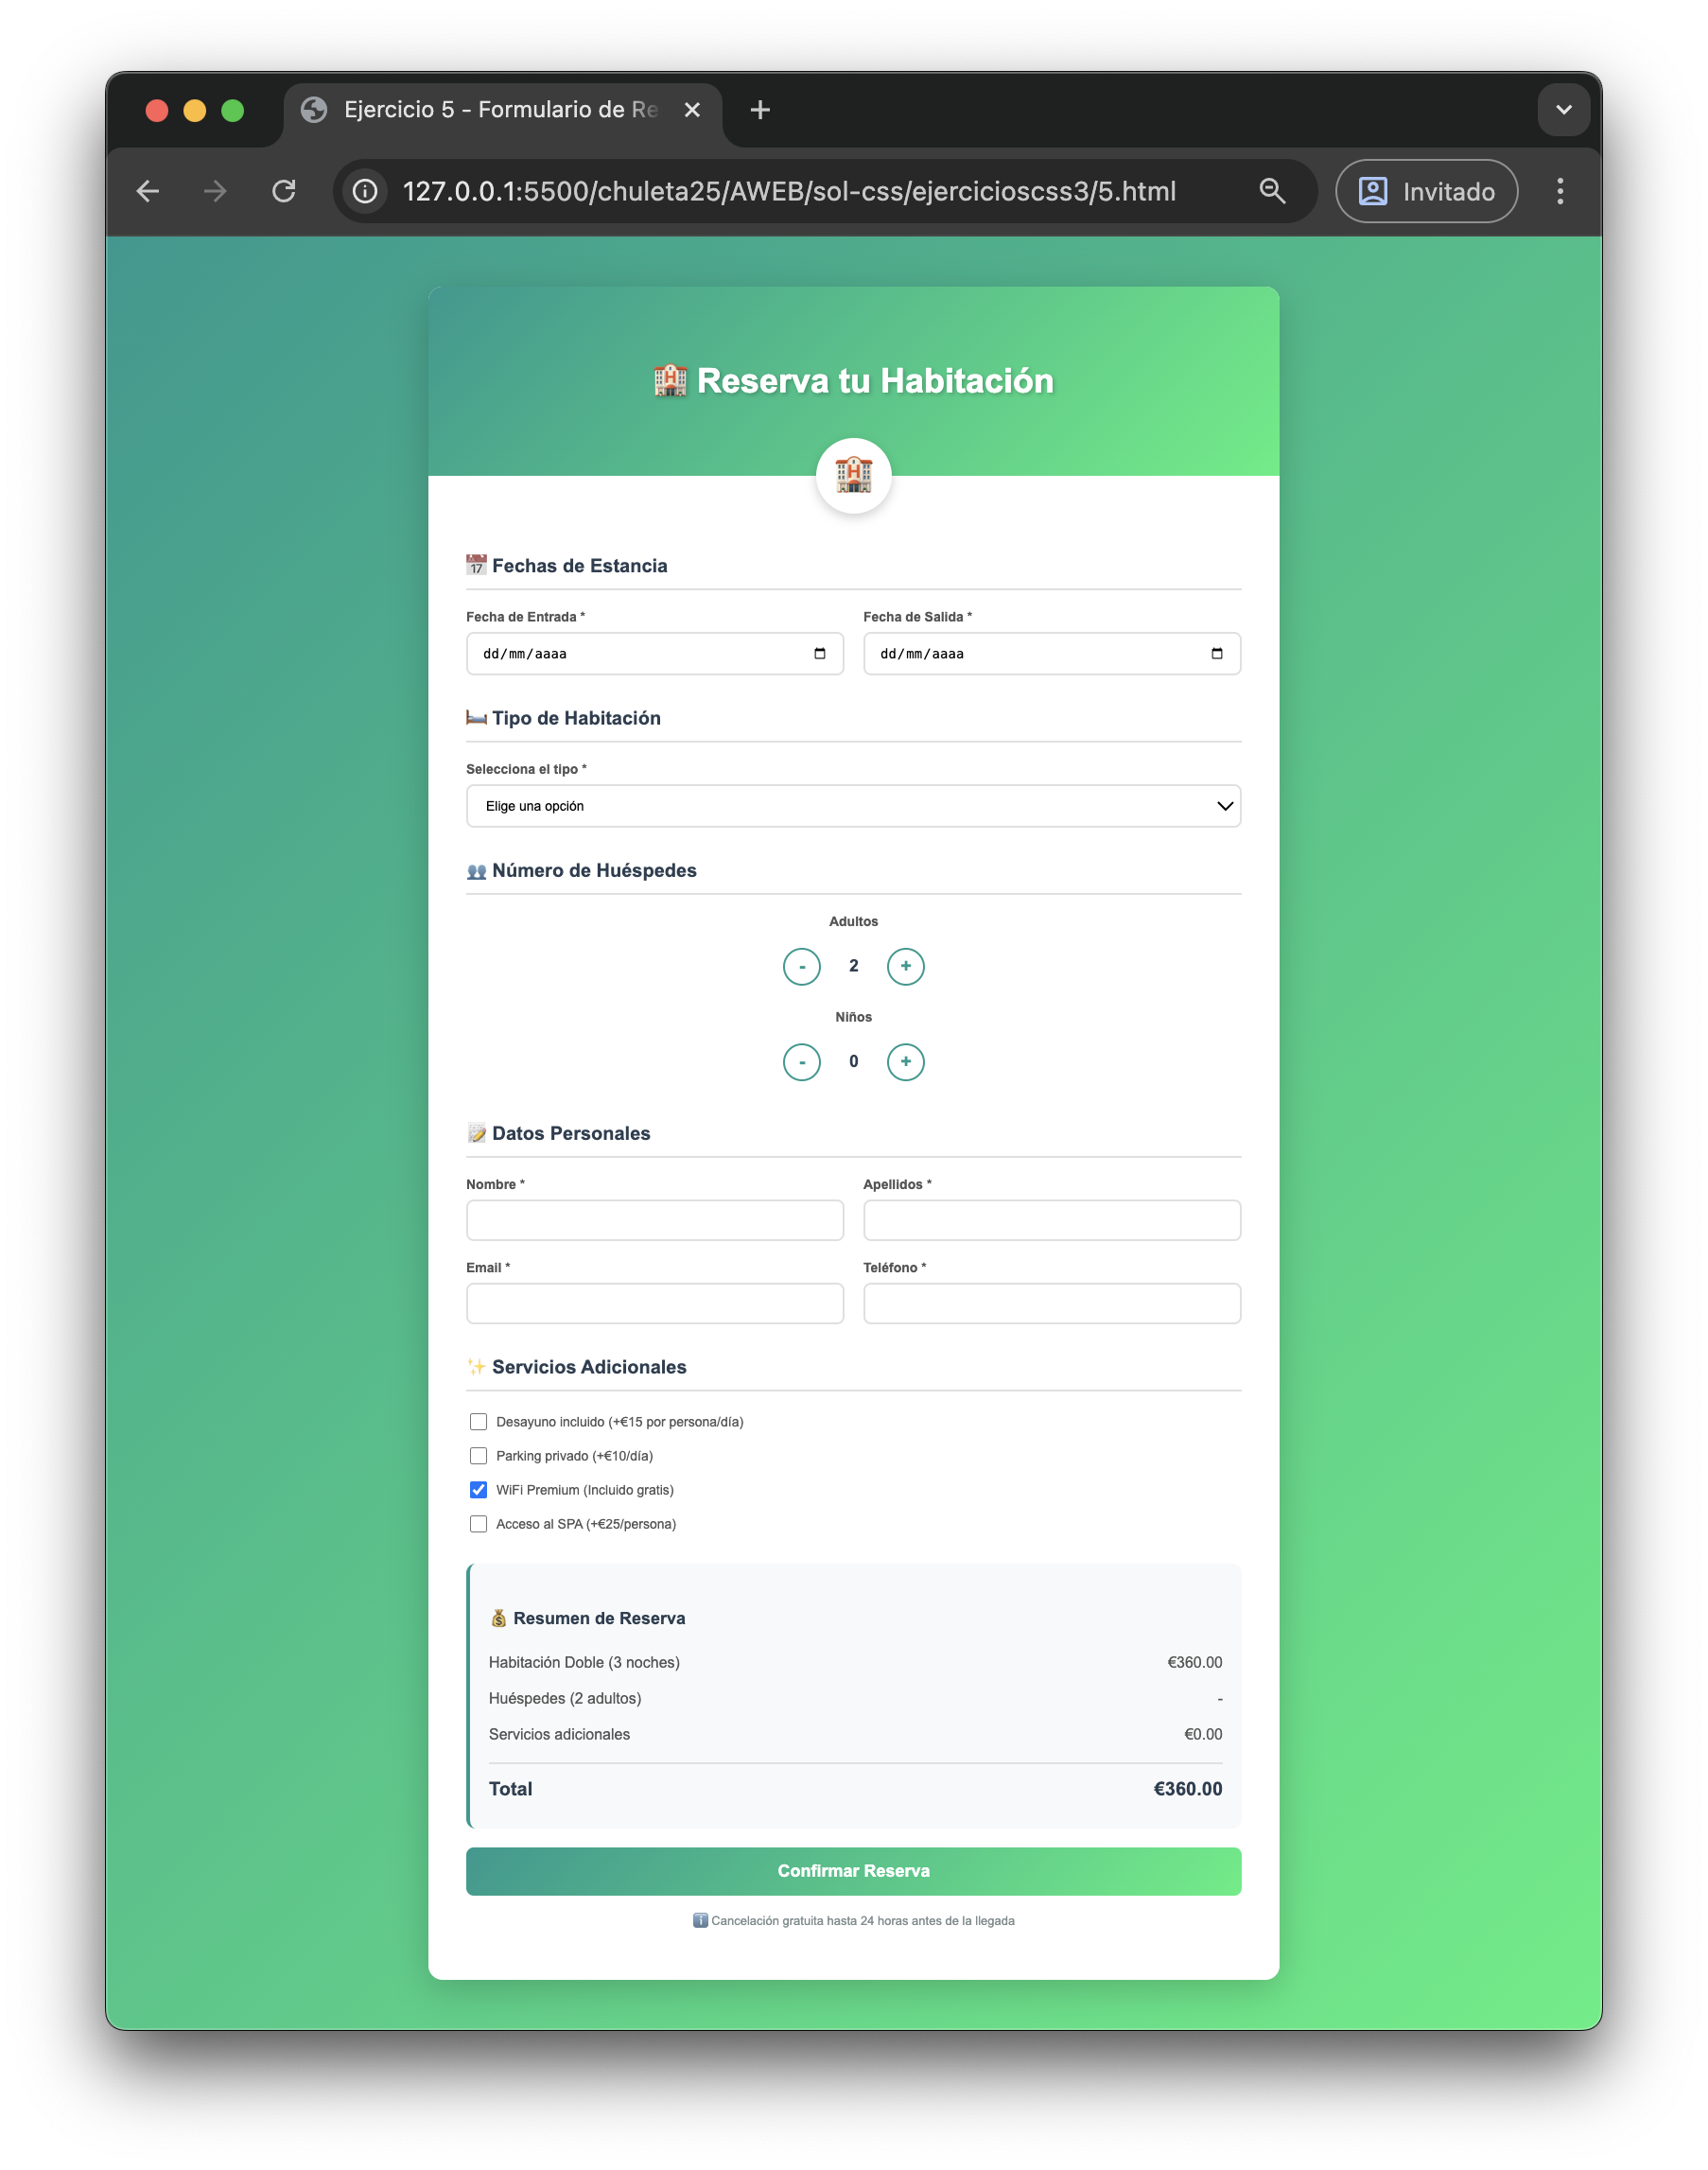 Ejercicio 5 - Formulario de Re
127.0.0.1:5500/chuleta25/AWEB/sol-css/ejercicioscss3/5.html
Invitado
🏨 Reserva tu Habitación
📅 Fechas de Estancia
Fecha de Entrada * Fecha de Salida *
dd/mm/aaaa dd/mm/aaaa
🛏️ Tipo de Habitación
Selecciona el tipo *
Elige una opción
👥 Número de Huéspedes
Adultos
- 2 +
Niños
- 0 +
📝 Datos Personales
Nombre * Apellidos *
Email * Teléfono *
✨ Servicios Adicionales
Desayuno incluido (+€15 por persona/día)
Parking privado (+€10/día)
WiFi Premium (Incluido gratis)
Acceso al SPA (+€25/persona)
💰 Resumen de Reserva
Habitación Doble (3 noches) €360.00
Huéspedes (2 adultos) -
Servicios adicionales €0.00
Total €360.00
Confirmar Reserva
ℹ️ Cancelación gratuita hasta 24 horas antes de la llegada